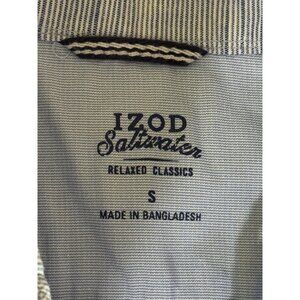 IZOD
Saltwater
RELAXED CLASSICS
S
MADE IN BANGLADESH